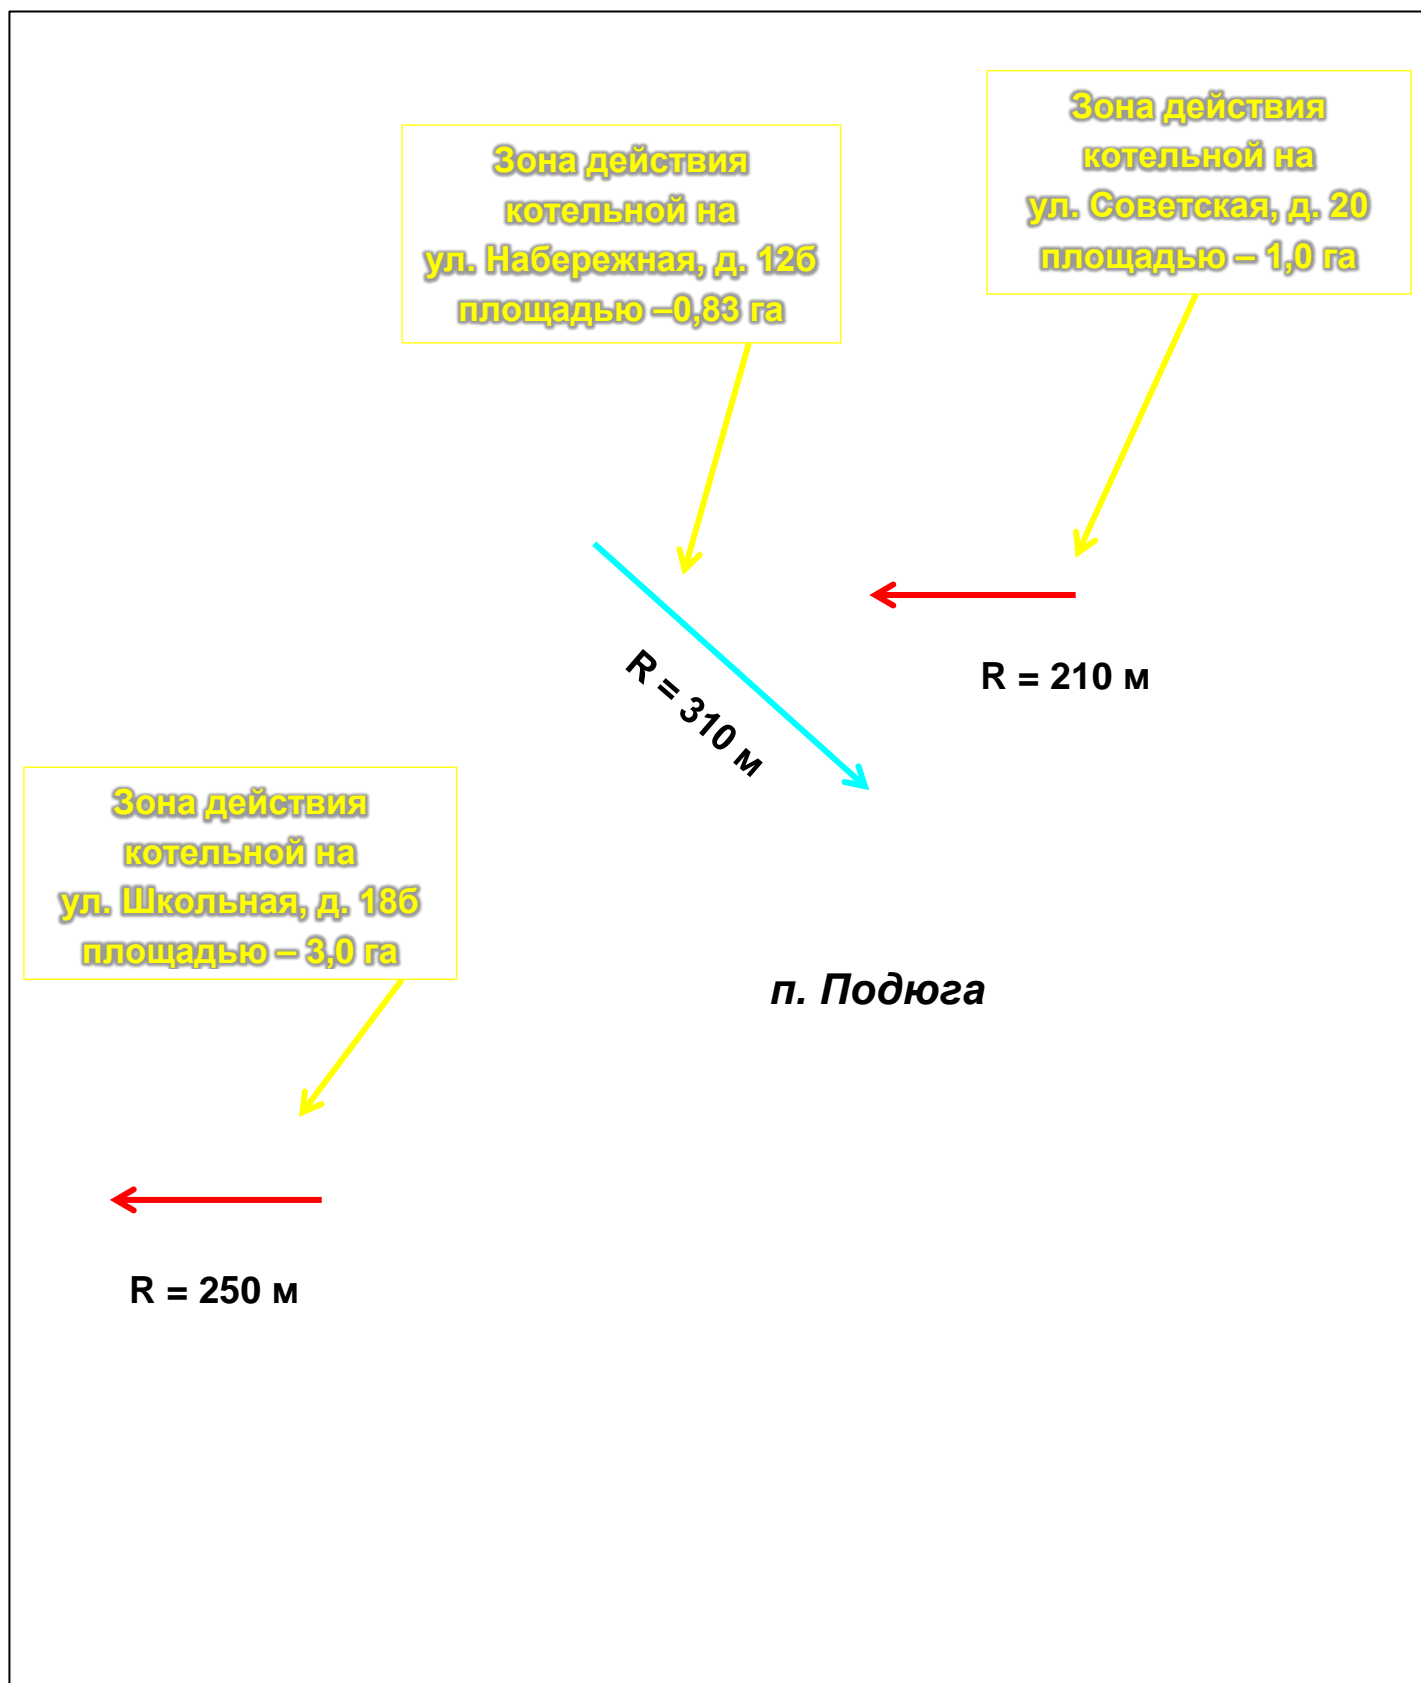 Зона действия
котельной на
ул. Советская, д. 20
площадью – 1,0 га
Зона действия
котельной на
ул. Набережная, д. 12б
площадью –0,83 га
R = 210 м
R = 310 м
Зона действия
котельной на
ул. Школьная, д. 18б
площадью – 3,0 га
п. Подюга
R = 250 м